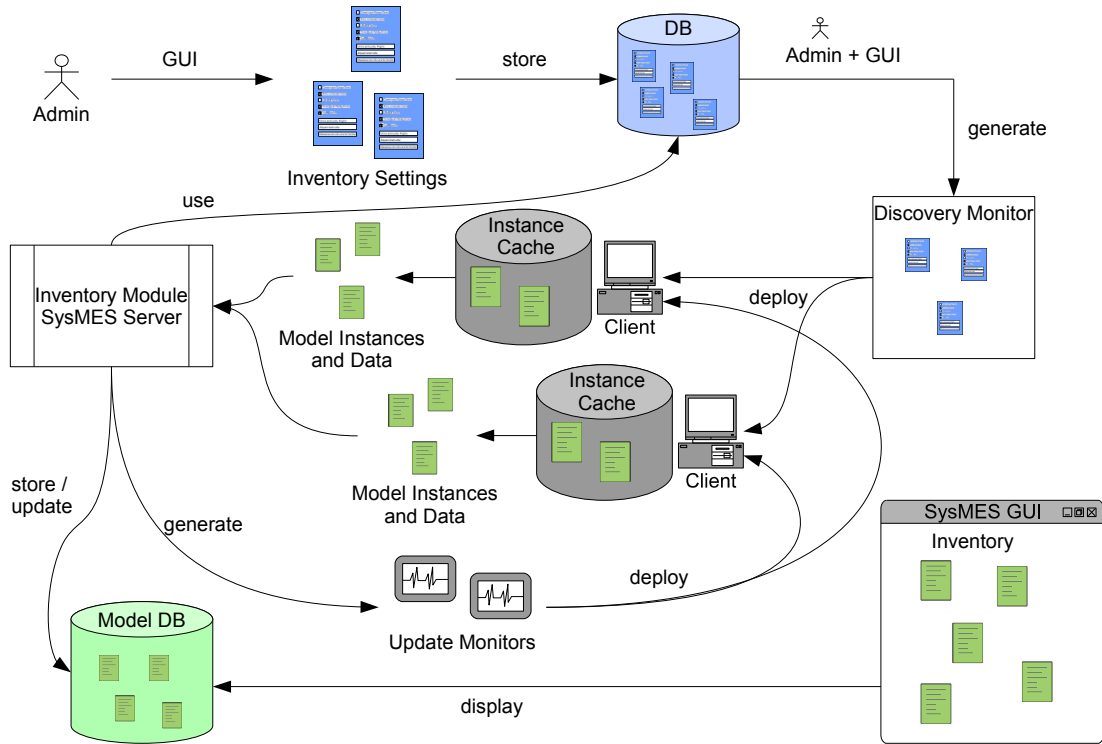 Admin
GUI
Inventory Settings
store
DB
Admin + GUI
generate
Discovery Monitor
use
Inventory Module
SysMES Server
Model Instances
and Data
Instance
Cache
Client
deploy
Model Instances
and Data
Instance
Cache
Client
store /
update
generate
Update Monitors
deploy
Model DB
display
SysMES GUI
Inventory